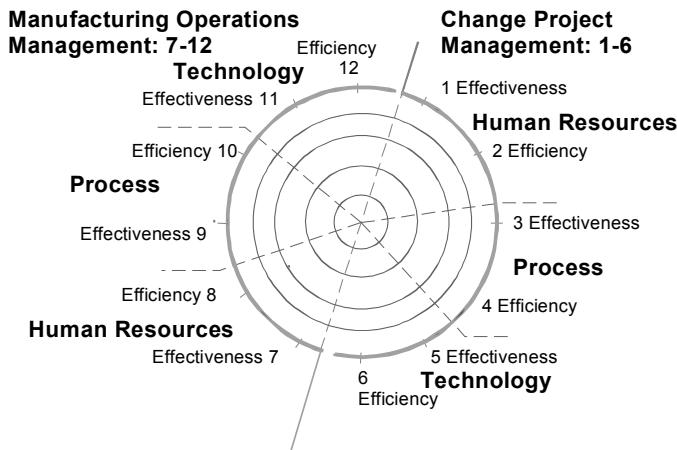 Manufacturing Operations
Management: 7-12
Change Project
Management: 1-6
Efficiency
12
Technology
Effectiveness 11
1 Effectiveness
Human Resources
2 Efficiency
Efficiency 10
Process
Effectiveness 9
3 Effectiveness
Process
Efficiency 8
4 Efficiency
Human Resources
Effectiveness 7
5 Effectiveness
Technology
6
Efficiency